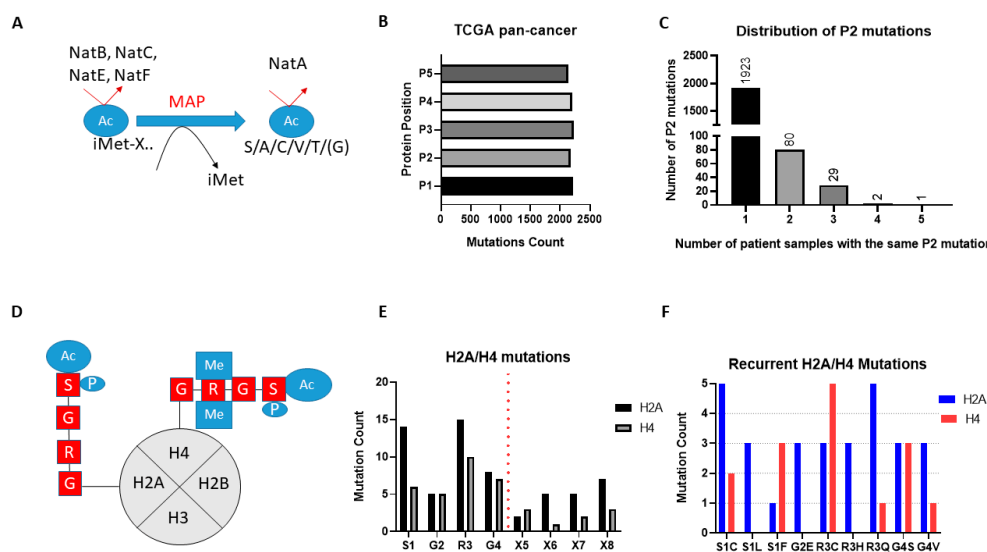 A
NatB, NatC,
NatE, NatF
NatA
Ac
MAP
Ac
iMet-X..
S/A/C/V/T/(G)
iMet
B
TCGA pan-cancer
Protein Position
P5
P4
P3
P2
P1
0 500 1000 1500 2000 2500
Mutations Count
C
Distribution of P2 mutations
Number of P2 mutations
2500
2000
1500
100
80
60
40
20
0
1923
80
29
2
1
1 2 3 4 5
Number of patient samples with the same P2 mutation
D
Ac
S
P
G
R
G
Me
G R G S
Ac
Me
P
H4
H2A
H2B
H3
E
H2A/H4 mutations
Mutation Count
20
15
10
5
0
H2A
H4
S1 G2 R3 G4 X5 X6 X7 X8
F
Recurrent H2A/H4 Mutations
Mutation Count
5
4
3
2
1
0
H2A
H4
S1C S1L S1F G2E R3C R3H R3Q G4S G4V